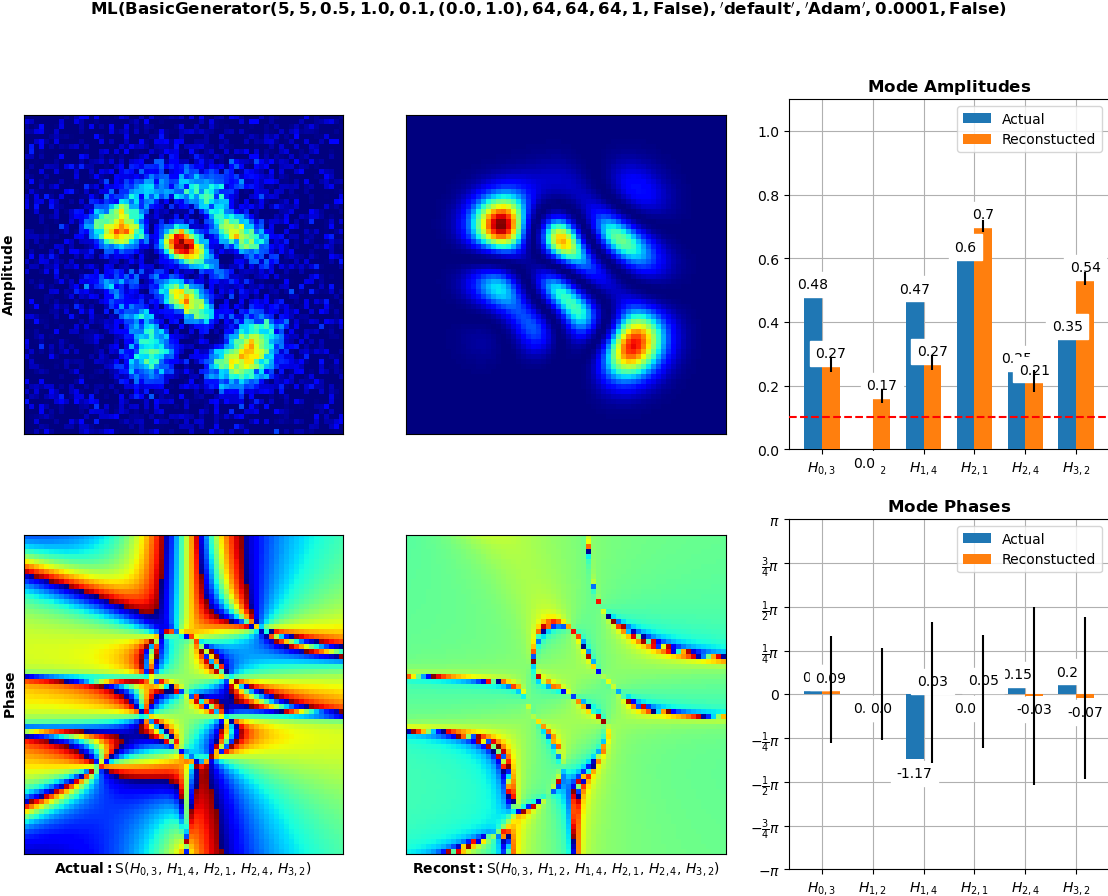 ML(BasicGenerator(5, 5, 0.5, 1.0, 0.1, (0.0, 1.0), 64, 64, 64, 1, False), 'default', 'Adam', 0.0001, False)
Mode Amplitudes
Amplitude
Actual
Reconstucted
1.0
0.8
0.6
0.4
0.2
0.0
0.48
0.27
0.0
0.17
0.47
0.27
0.6
0.7
0.21
0.35
0.54
H0,3
2
H1,4
H2,1
H2,4
H3,2
Mode Phases
Phase
Actual
Reconstucted
π
3/4π
1/2π
1/4π
0
−1/4π
−1/2π
−3/4π
−π
0.09
0.0
-1.17
0.03
0.0
0.05
0.15
-0.03
0.2
-0.07
H0,3
H1,2
H1,4
H2,1
H2,4
H3,2
Actual: S(H0,3, H1,4, H2,1, H2,4, H3,2)
Reconst: S(H0,3, H1,2, H1,4, H2,1, H2,4, H3,2)